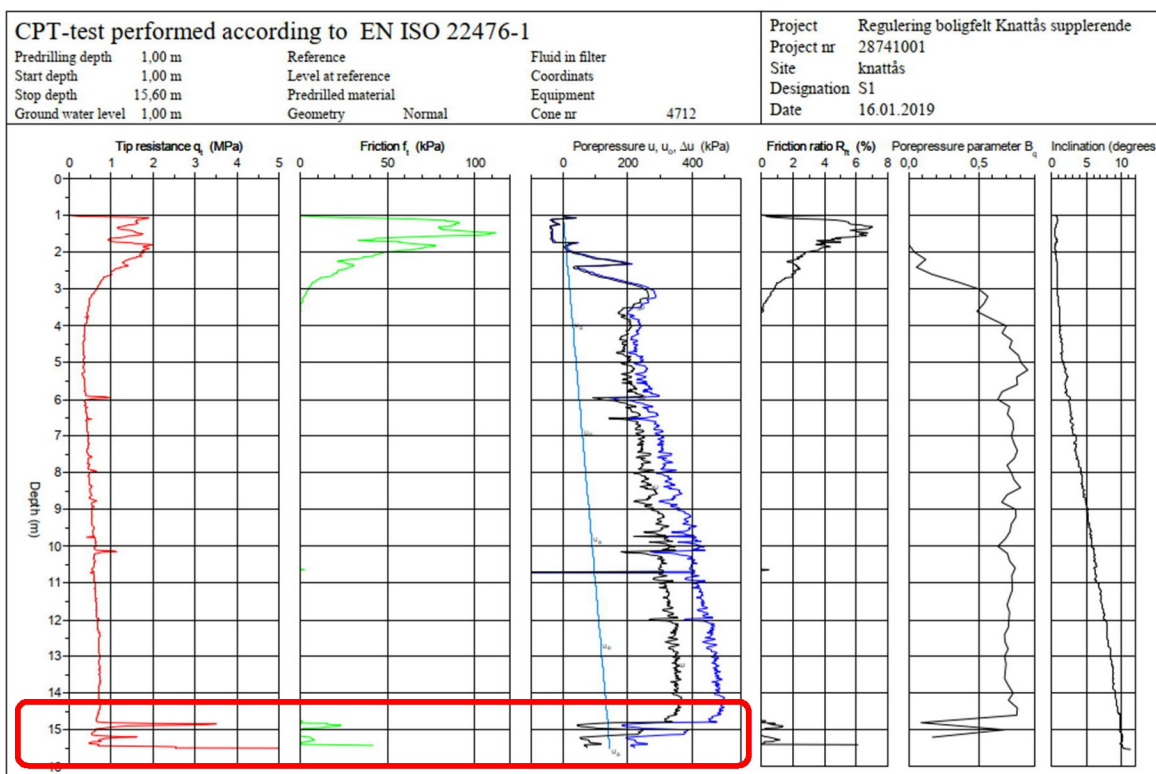 CPT-test performed according to EN ISO 22476-1
Predrilling depth 1,00 m
Start depth 1,00 m
Stop depth 15,60 m
Ground water level 1,00 m
Reference
Level at reference
Predrilled material
Geometry Normal
Fluid in filter
Coordinats
Equipment
Cone nr 4712
Project Regulering boligfelt Knattås supplerende
Project nr 28741001
Site knattås
Designation S1
Date 16.01.2019
Tip resistance qt (MPa)
0 1 2 3 4 5
Friction ft (kPa)
0 50 100
Porepressure u, uo, Δu (kPa)
0 200 400
Friction ratio Rft (%)
0 2 4 6 8
Porepressure parameter Bq
0,0 0,5
Inclination (degrees
0 5 10
Depth (m)
0
1
2
3
4
5
6
7
8
9
10
11
12
13
14
15
uo
uo
uo
uo
uo
u